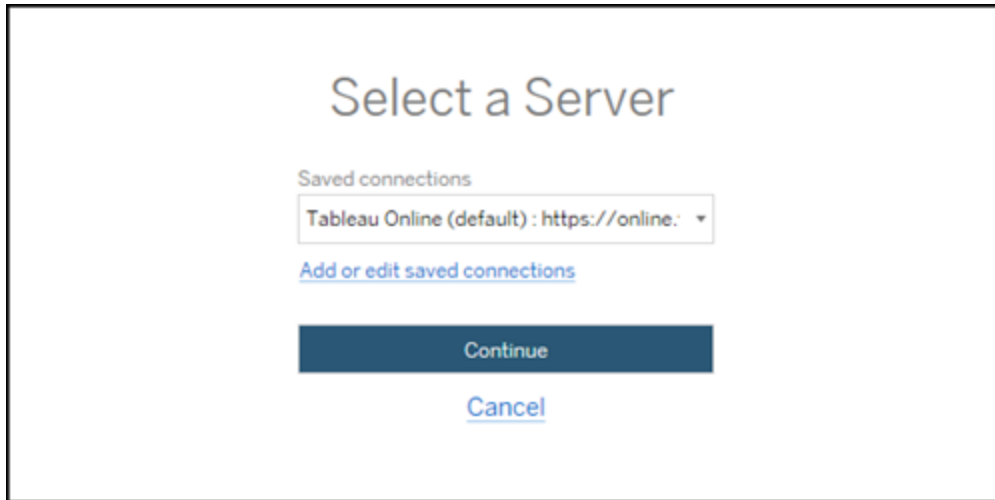 Select a Server
Saved connections
Tableau Online (default) : https://online.
Add or edit saved connections
Continue
Cancel